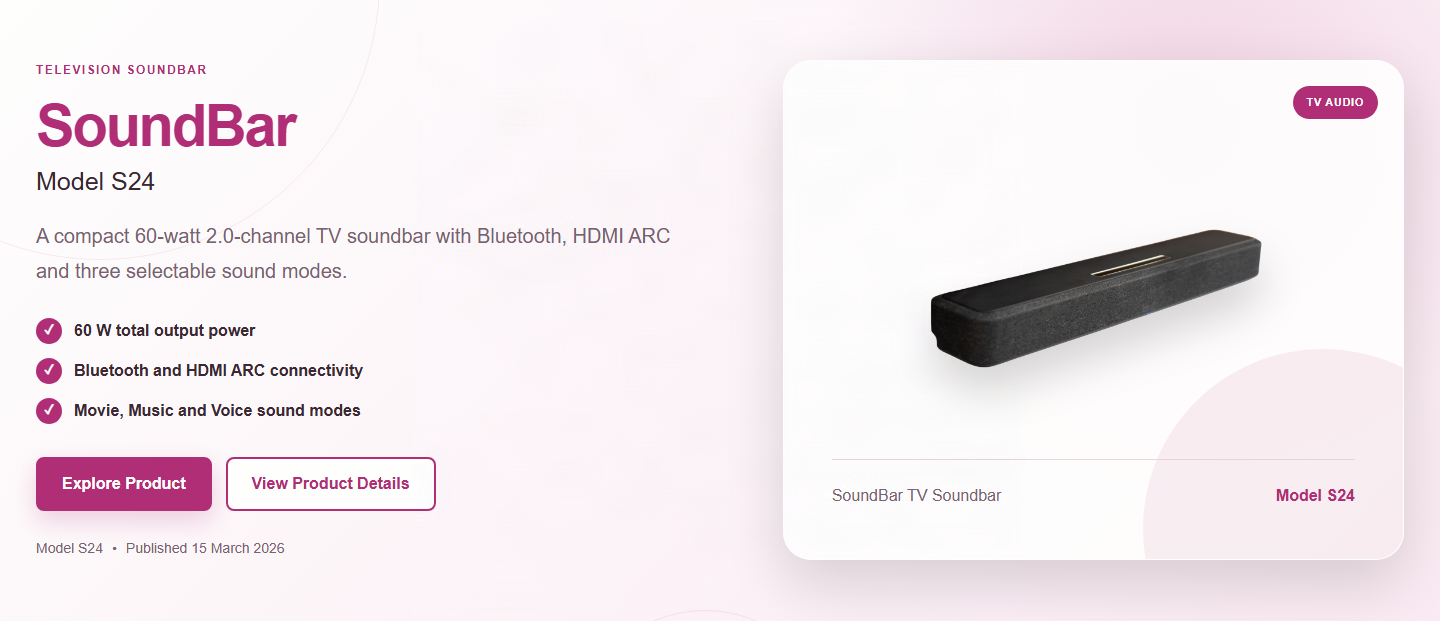 TELEVISION SOUNDBAR
SoundBar
Model S24
A compact 60-watt 2.0-channel TV soundbar with Bluetooth, HDMI ARC
and three selectable sound modes.
60 W total output power
Bluetooth and HDMI ARC connectivity
Movie, Music and Voice sound modes
Explore Product
View Product Details
Model S24 • Published 15 March 2026
TV AUDIO
SoundBar TV Soundbar
Model S24